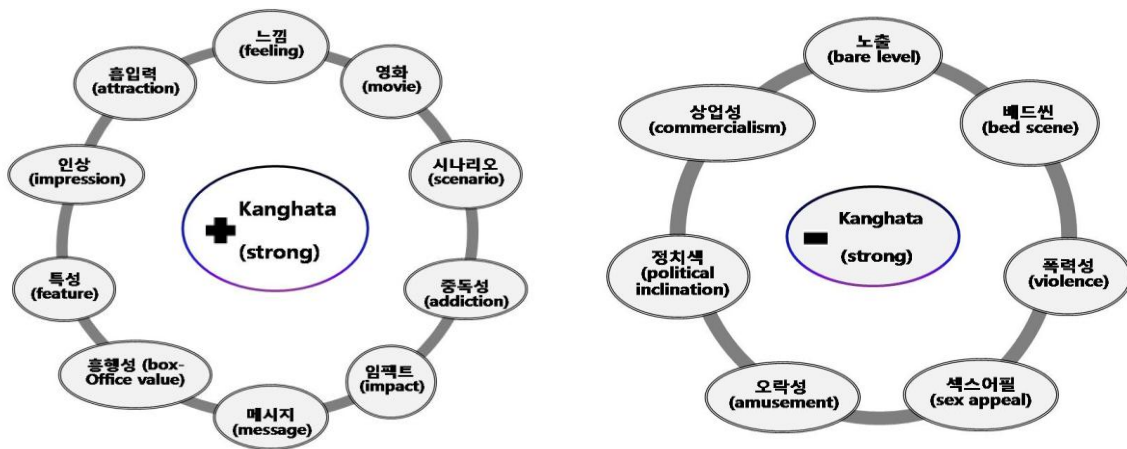 느낌
(feeling)
영화
(movie)
시나리오
(scenario)
중독성
(addiction)
임팩트
(impact)
메시지
(message)
흥행성 (box-
Office value)
특성
(feature)
인상
(impression)
흡입력
(attraction)
Kanghata
(strong)
노출
(bare level)
배드씬
(bed scene)
폭력성
(violence)
섹스어필
(sex appeal)
오락성
(amusement)
정치색
(political
inclination)
상업성
(commercialism)
Kanghata
(strong)